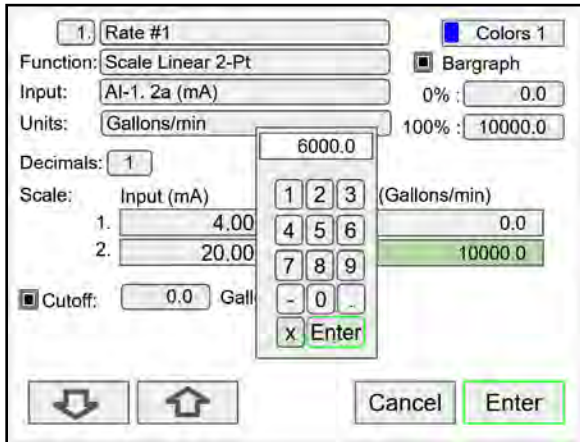 1. Rate #1 Colors 1
Function: Scale Linear 2-Pt Bargraph
Input: AI-1. 2a (mA) 0% : 0.0
Units: Gallons/min 100% : 10000.0
6000.0
Decimals: 1
Scale: Input (mA) (Gallons/min)
1. 4.00 0.0
2. 20.00 10000.0
1 2 3
4 5 6
7 8 9
- 0 .
x Enter
Cutoff: 0.0 Gall
Cancel Enter